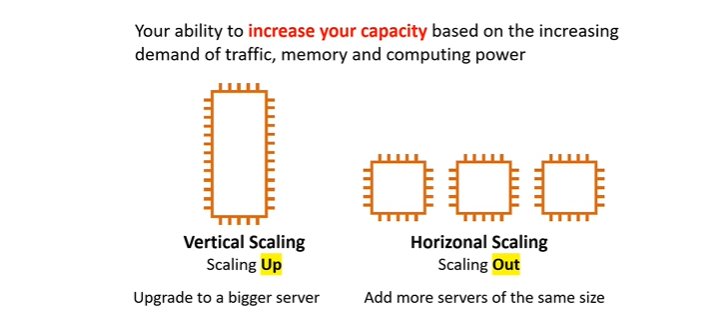 Your ability to increase your capacity based on the increasing
demand of traffic, memory and computing power
Vertical Scaling
Scaling Up
Upgrade to a bigger server
Horizonal Scaling
Scaling Out
Add more servers of the same size